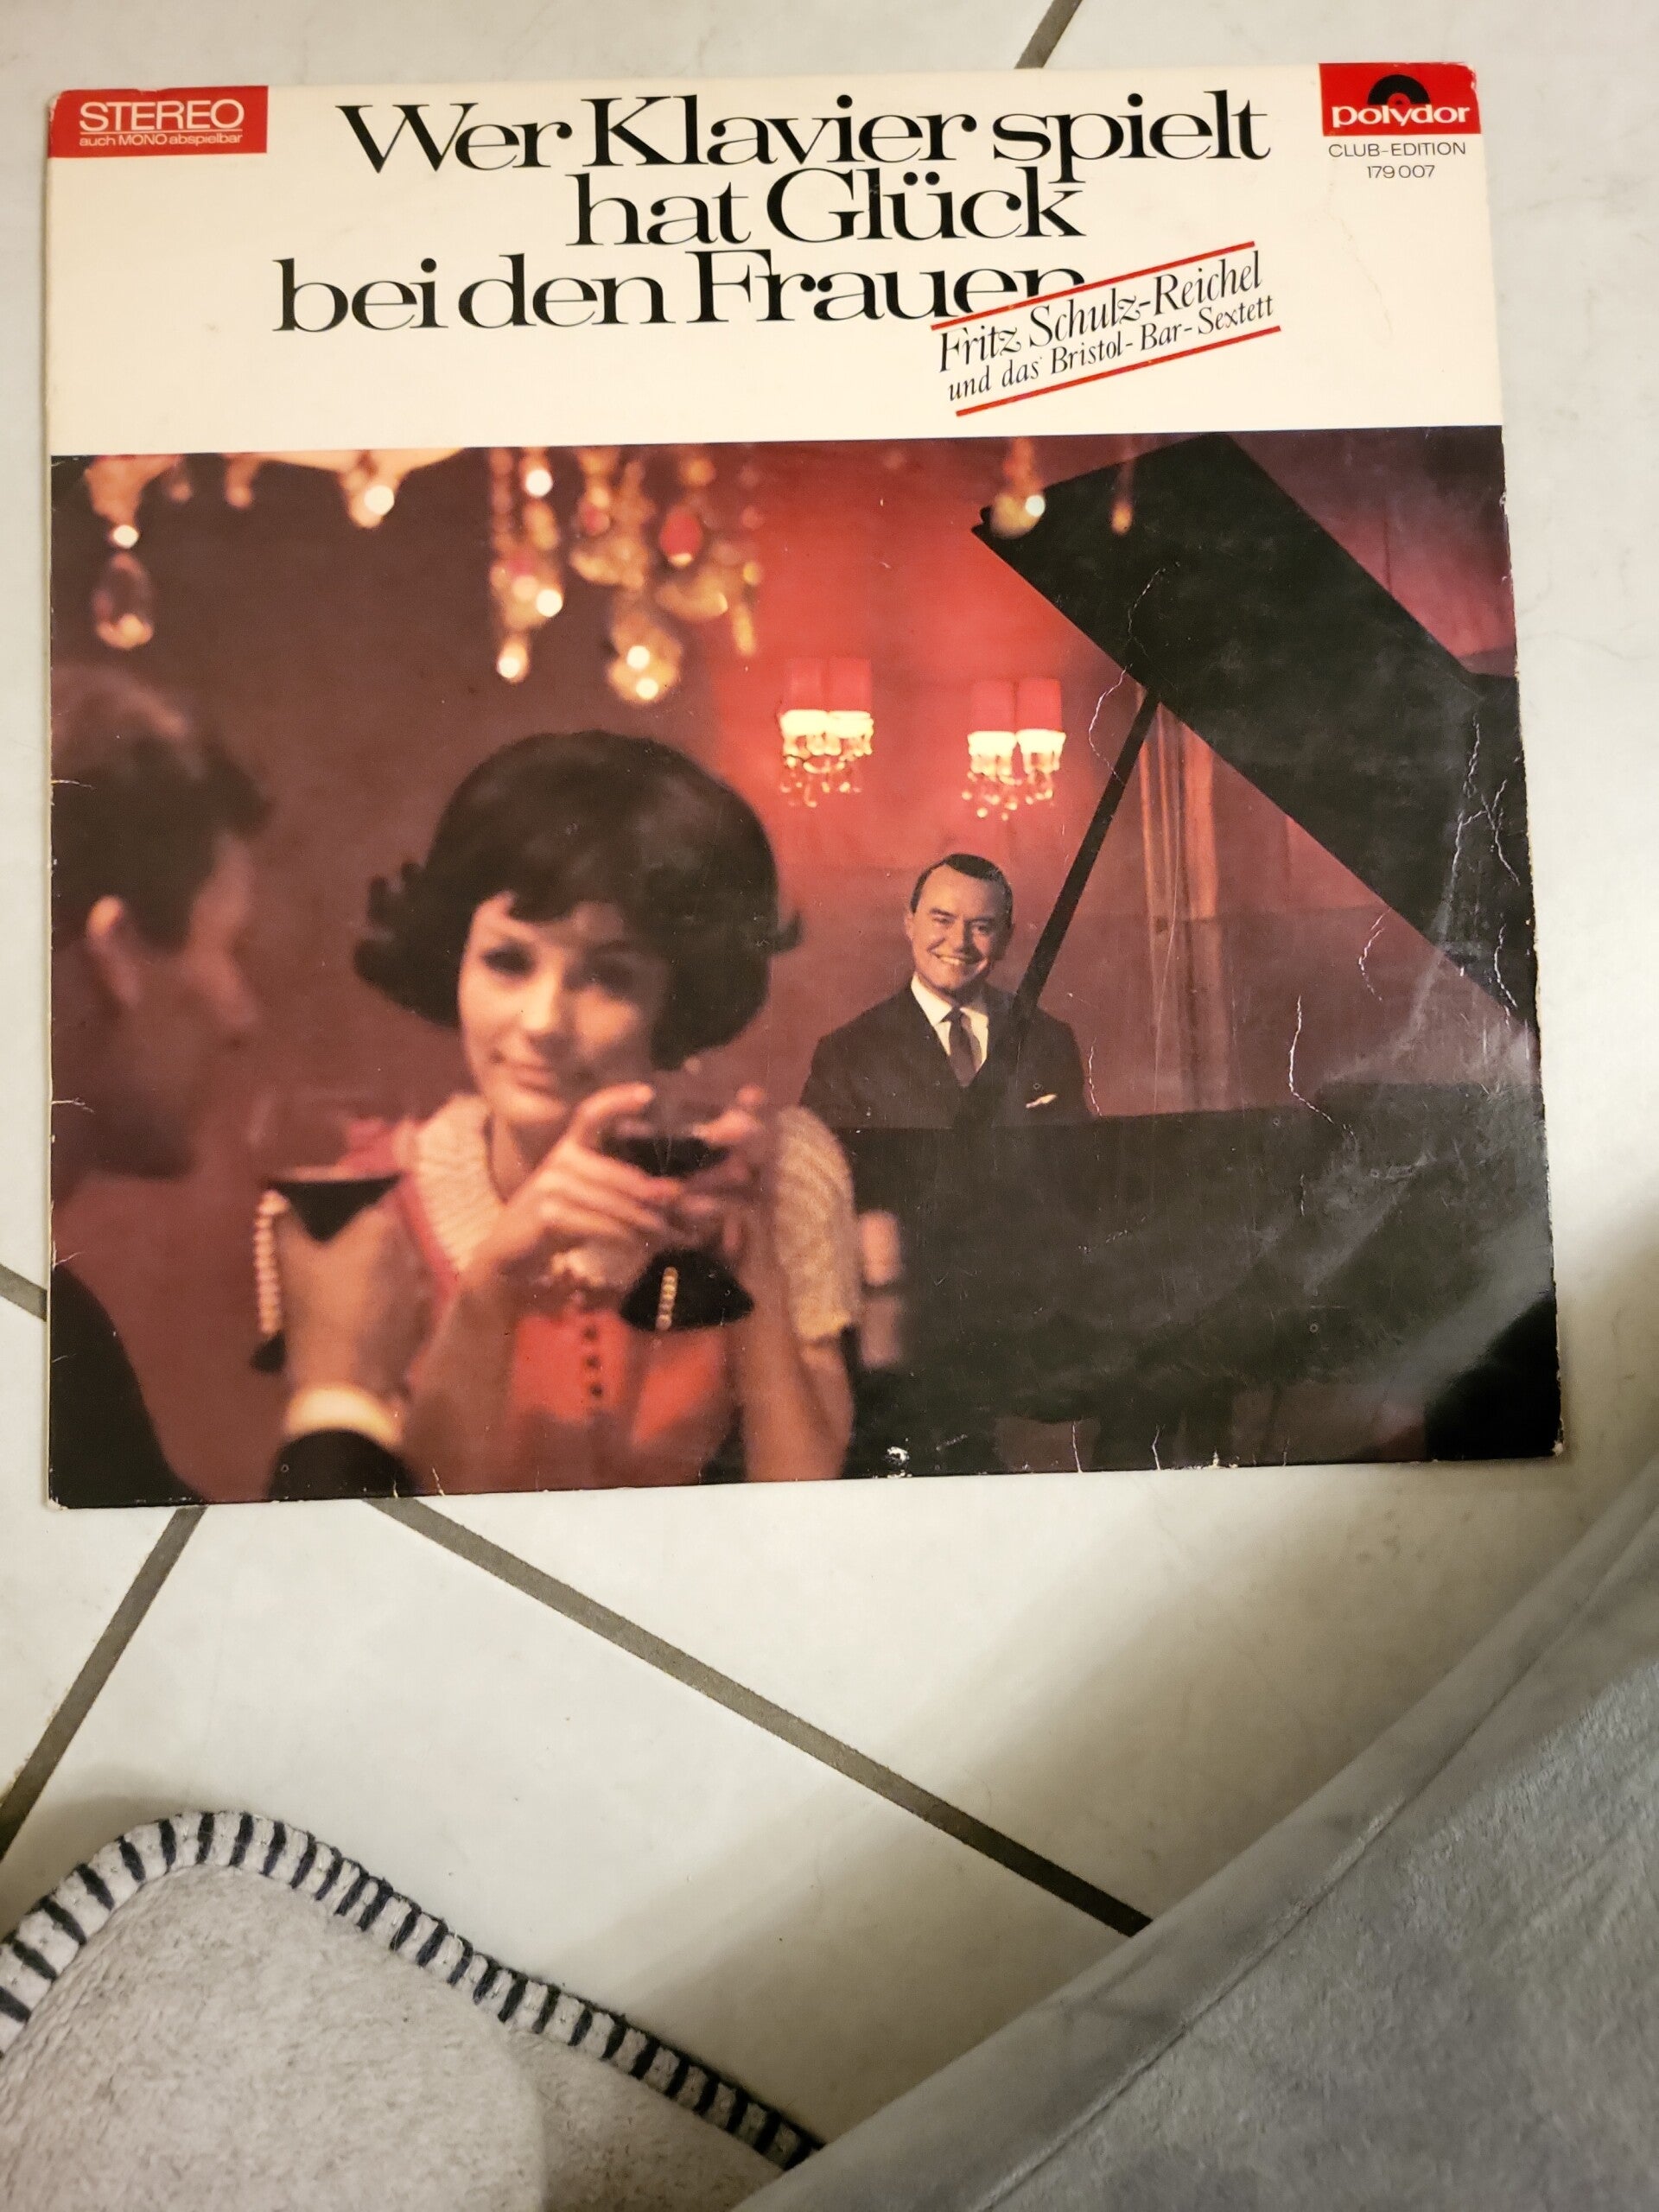 STEREO
auch MONO abspielbar
Wer Klavier spielt
hat Glück
bei den Frauen
polydor
CLUB-EDITION
179 007
Fritz Schulz-Reichel
und das Bristol-Bar-Sextett